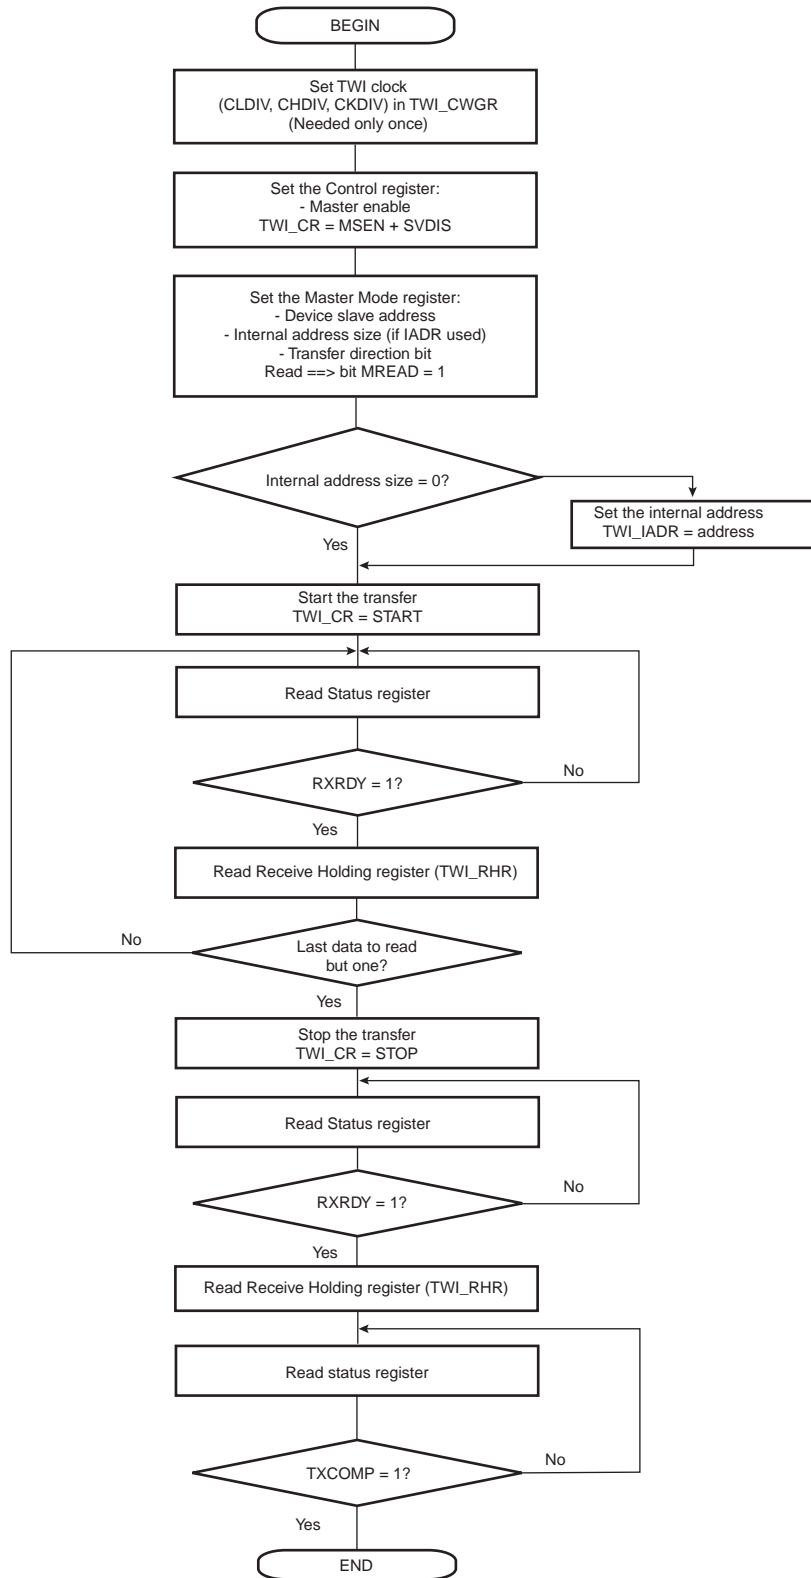 BEGIN
Set TWI clock
(CLDIV, CHDIV, CKDIV) in TWI_CWGR
(Needed only once)
Set the Control register:
- Master enable
TWI_CR = MSEN + SVDIS
Set the Master Mode register:
- Device slave address
- Internal address size (if IADR used)
- Transfer direction bit
Read ==> bit MREAD = 1
Internal address size = 0?
Set the internal address
TWI_IADR = address
Yes
Start the transfer
TWI_CR = START
Read Status register
RXRDY = 1?
No
Yes
Read Receive Holding register (TWI_RHR)
No
Last data to read
but one?
Yes
Stop the transfer
TWI_CR = STOP
Read Status register
RXRDY = 1?
No
Yes
Read Receive Holding register (TWI_RHR)
Read status register
TXCOMP = 1?
No
Yes
END